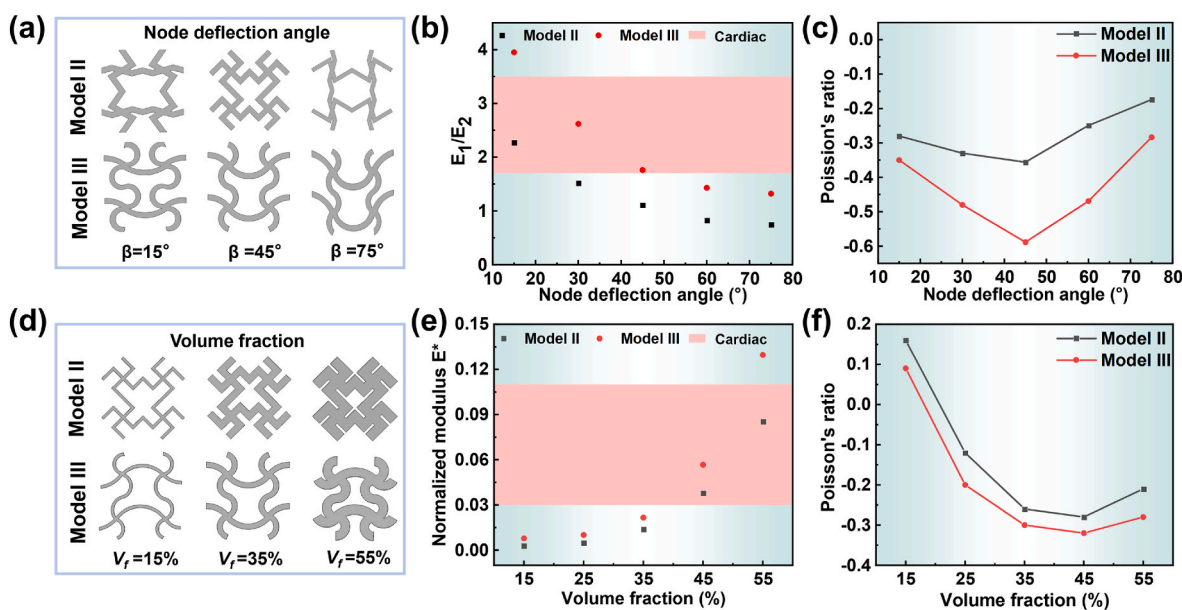 (a)
Node deflection angle
Model II
Model III
β=15° β =45° β =75°
(b)
Model II Model III Cardiac
4
3
2
1
0
E₁/E₂
10 20 30 40 50 60 70 80
Node deflection angle (°)
(c)
Model II
Model III
0.0
-0.1
-0.2
-0.3
-0.4
-0.5
-0.6
Poission's ratio
10 20 30 40 50 60 70 80
Node deflection angle (°)
(d)
Volume fraction
Model II
Model III
V_f =15% V_f =35% V_f =55%
(e)
Model II Model III Cardiac
0.15
0.12
0.09
0.06
0.03
0.00
Normalized modulus E*
15 25 35 45 55
Volume fraction (%)
(f)
Model II
Model III
0.2
0.1
0.0
-0.1
-0.2
-0.3
-0.4
Poisson's ratio
15 25 35 45 55
Volume fraction (%)